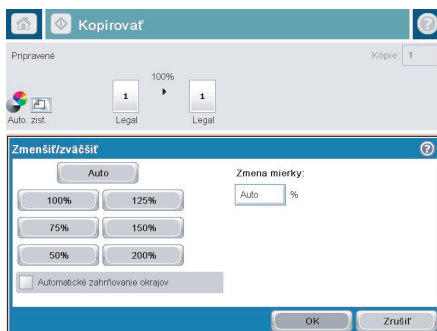 Kopírovať
Pripravené
Kópie: 1
100%
1 1
Auto. zist. Legal Legal
Zmenšiť/zväčšiť
Auto
Zmena mierky:
100% 125%
Auto %
75% 150%
50% 200%
Automatické zahrňovanie okrajov
OK Zrušiť